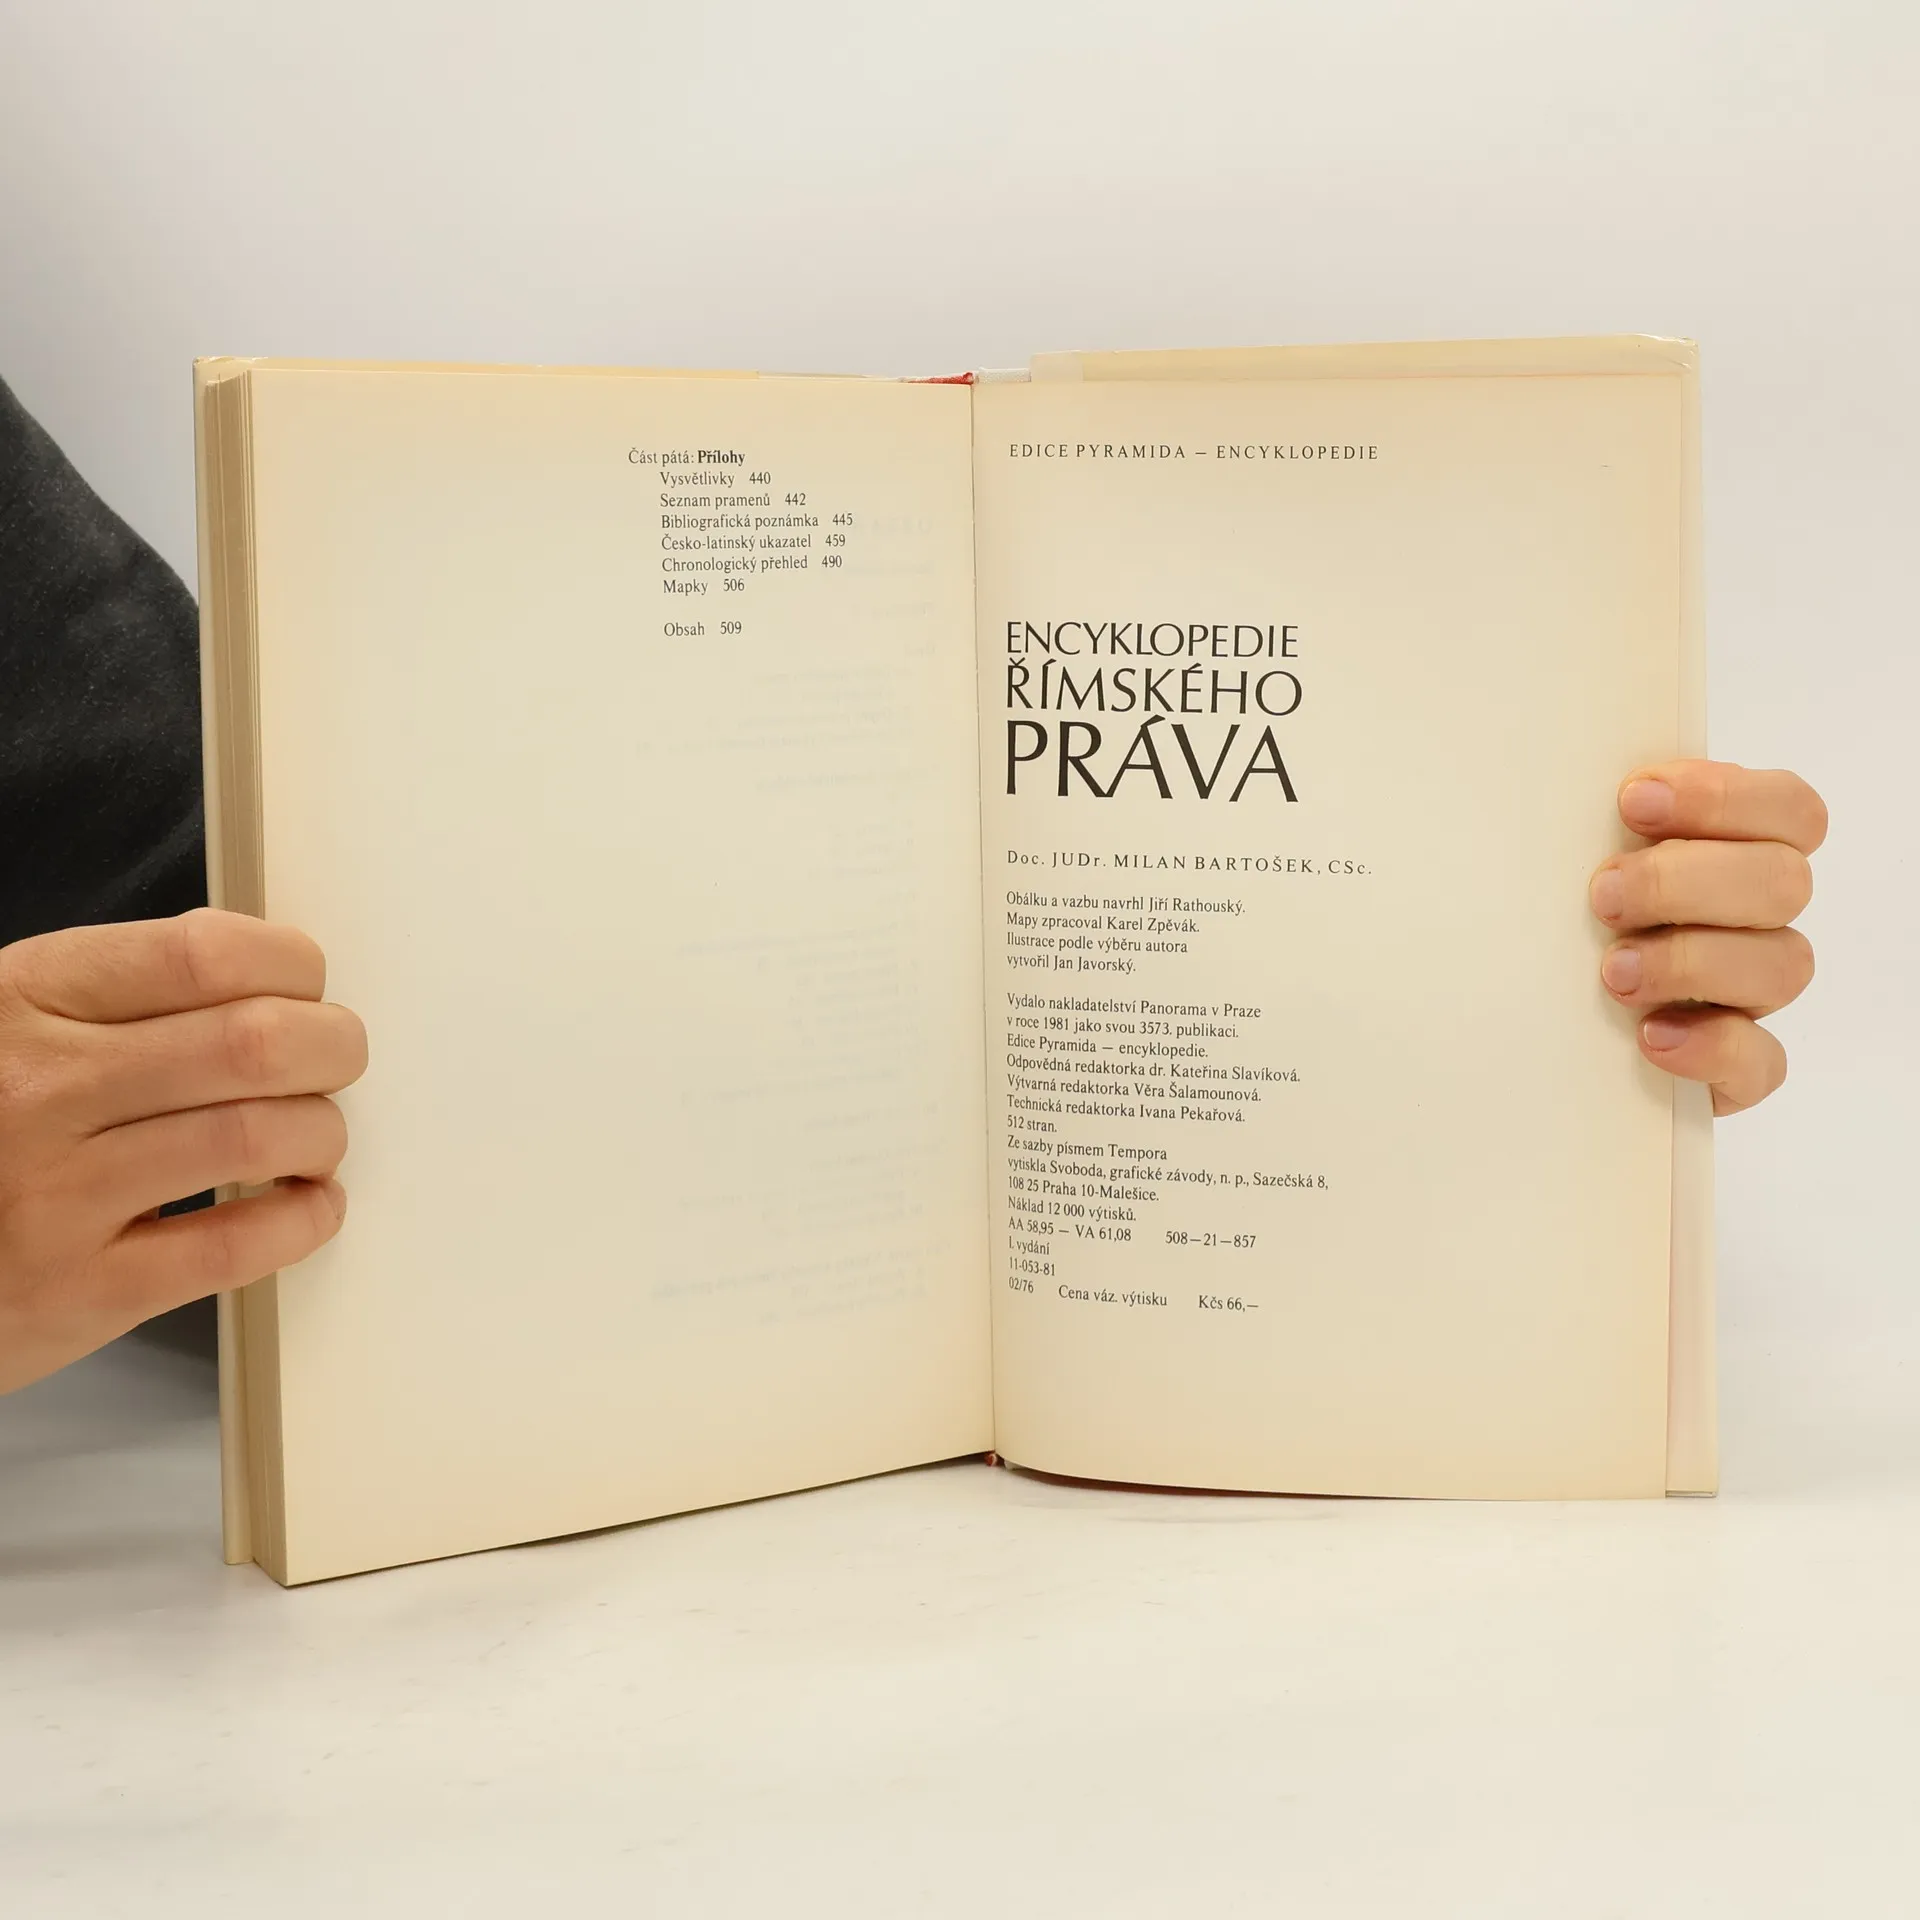 Část pátá: Přílohy
Vysvětlivky 440
Seznam pramenů 442
Bibliografická poznámka 445
Česko-latinský ukazatel 459
Chronologický přehled 490
Mapky 506
Obsah 509
EDICE PYRAMIDA — ENCYKLOPEDIE
ENCYKLOPEDIE
ŘÍMSKÉHO
PRÁVA
Doc. JUDr. MILAN BARTOŠEK, CSc.
Obálku a vazbu navrhl Jiří Rathouský.
Mapy zpracoval Karel Zpěvák.
Ilustrace podle výběru autora
vytvořil Jan Javorský.
Vydalo nakladatelství Panorama v Praze
v roce 1981 jako svou 3573. publikaci.
Edice Pyramida — encyklopedie.
Odpovědná redaktorka dr. Kateřina Slavíková.
Výtvarná redaktorka Věra Šalamounová.
Technická redaktorka Ivana Pekařová.
512 stran.
Ze sazby písmem Tempora
vytiskla Svoboda, grafické závody, n. p., Sazečská 8,
108 25 Praha 10-Malešice.
Náklad 12 000 výtisků.
AA 58,95 — VA 61,08 508—21—857
I. vydání
11-053-81
02/76 Cena váz. výtisku Kčs 66,—